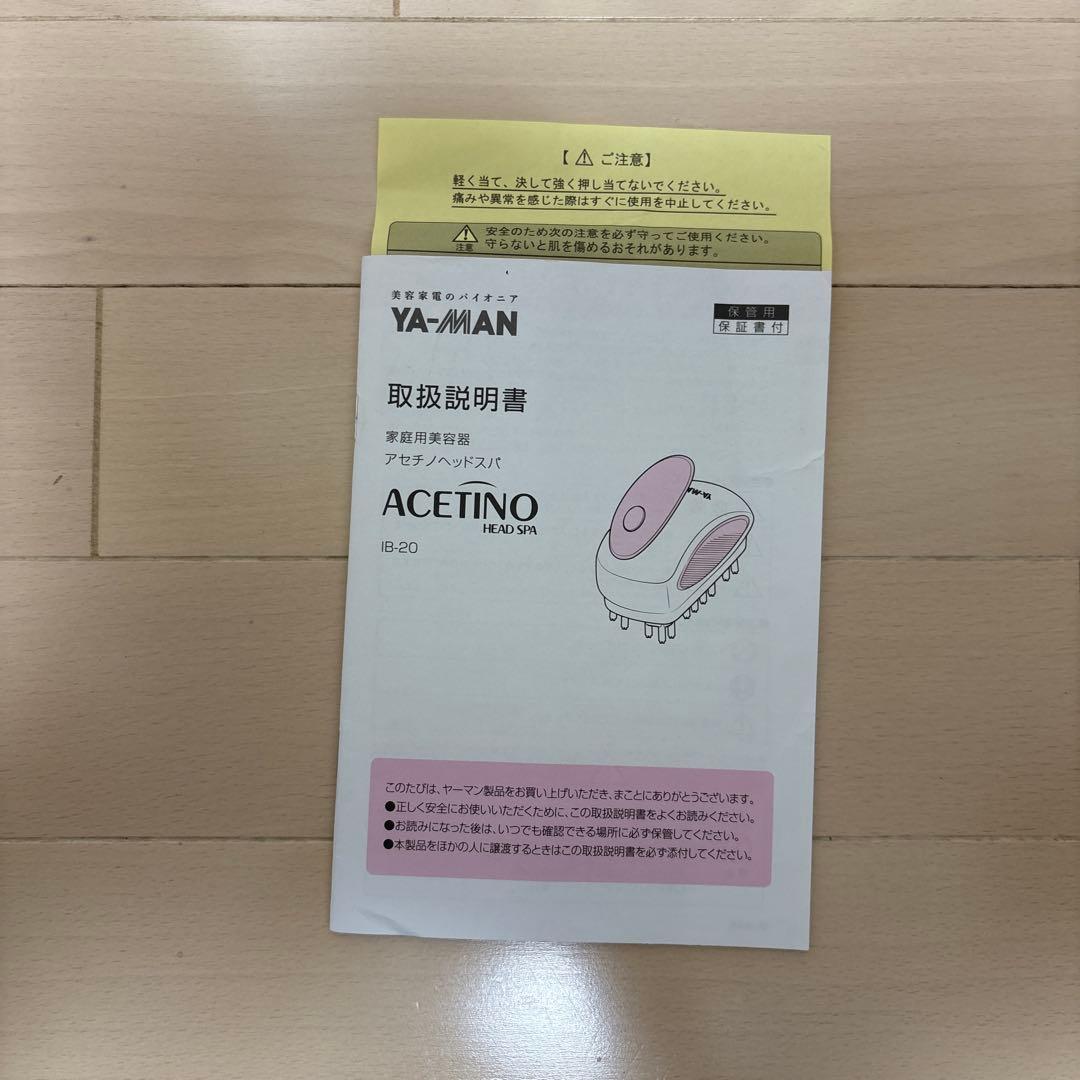 【⚠ ご注意】
軽く当て、決して強く押し当てないでください。
痛みや異常を感じた際はすぐに使用を中止してください。
注意
安全のため次の注意を必ず守ってご使用ください。
守らないと肌を傷めるおそれがあります。
美容家電のパイオニア
YA-MAN
保管用
保証書付
取扱説明書
家庭用美容器
アセチノヘッドスパ
ACETINO
HEAD SPA
IB-20
YA-MAN
このたびは、ヤーマン製品をお買い上げいただき、まことにありがとうございます。
●正しく安全にお使いいただくために、この取扱説明書をよくお読みください。
●お読みになった後は、いつでも確認できる場所に必ず保管してください。
●本製品をほかの人に譲渡するときはこの取扱説明書を必ず添付してください。